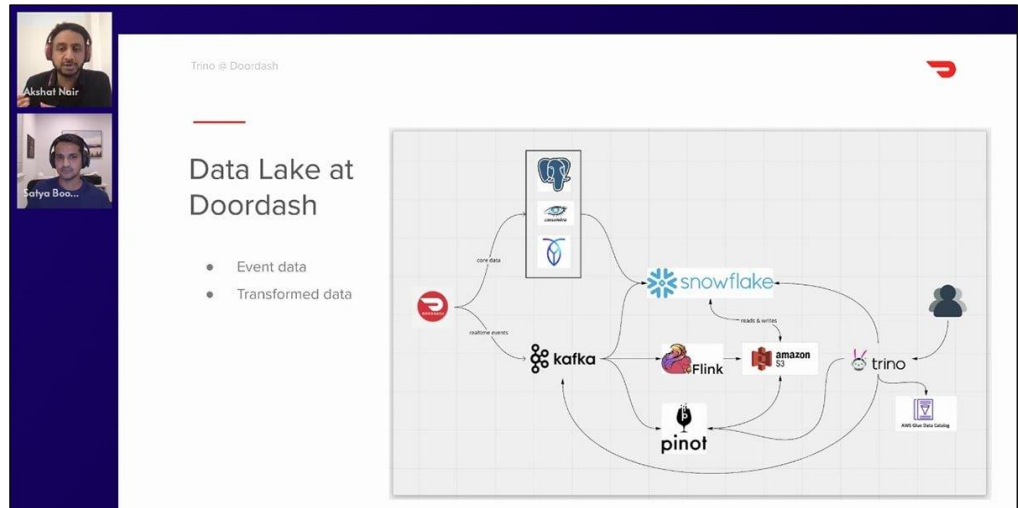 Akshat Nair
Satya Boo...
Trino @ Doordash
Data Lake at
Doordash
● Event data
● Transformed data
cassandra
core data
snowflake
DOORDASH
reads & writes
realtime events
kafka
Flink
amazon
S3
trino
AWS Glue Data Catalog
pinot